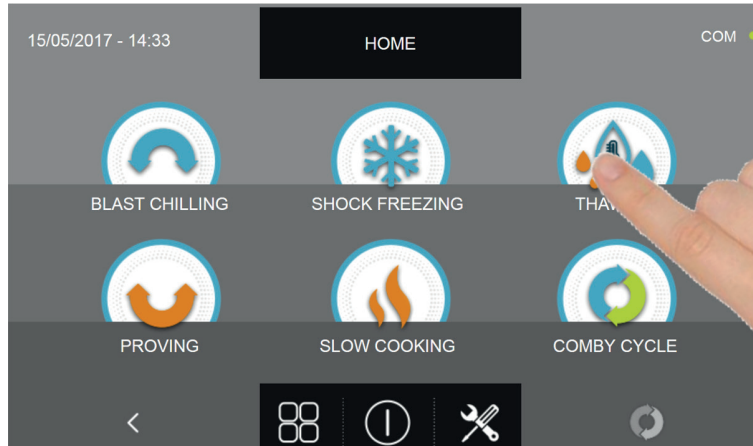 15/05/2017 - 14:33
HOME
COM
BLAST CHILLING
SHOCK FREEZING
PROVING
SLOW COOKING
COMBY CYCLE